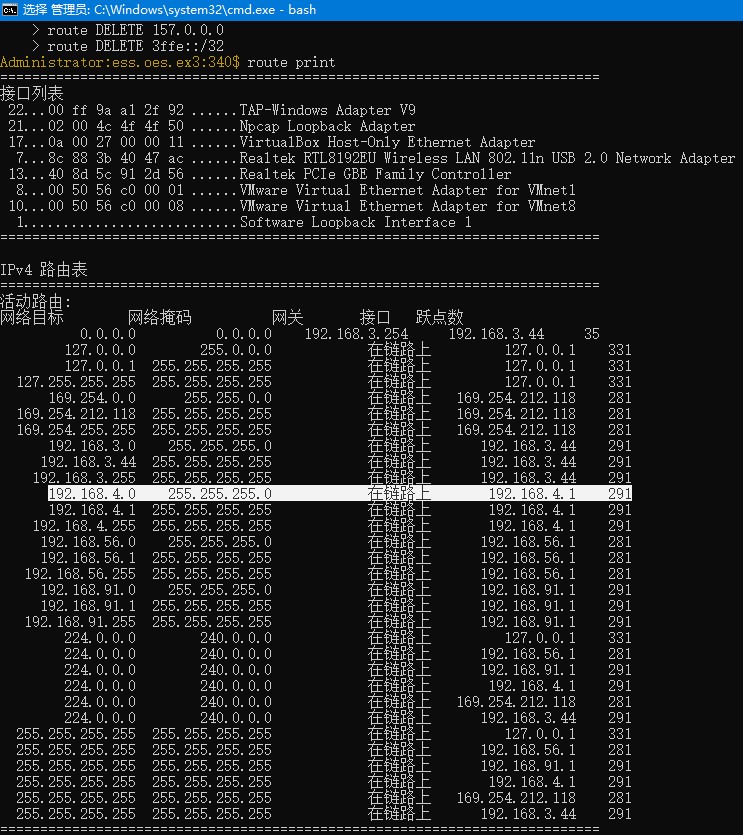 选择 管理员: C:\Windows\system32\cmd.exe - bash
> route DELETE 157.0.0.0
> route DELETE 3ffe::/32
Administrator:ess.oes.ex3:340$ route print
===========================================================================
接口列表
22...00 ff 9a a1 2f 92 ......TAP-Windows Adapter V9
21...02 00 4c 4f 4f 50 ......Npcap Loopback Adapter
17...0a 00 27 00 00 11 ......VirtualBox Host-Only Ethernet Adapter
7...8c 88 3b 40 47 ac ......Realtek RTL8192EU Wireless LAN 802.11n USB 2.0 Network Adapter
13...40 8d 5c 91 2d 56 ......Realtek PCIe GBE Family Controller
8...00 50 56 c0 00 01 ......VMware Virtual Ethernet Adapter for VMnet1
10...00 50 56 c0 00 08 ......VMware Virtual Ethernet Adapter for VMnet8
1...........................Software Loopback Interface 1
===========================================================================
IPv4 路由表
===========================================================================
活动路由:
网络目标 网络掩码 网关 接口 跃点数
0.0.0.0 0.0.0.0 192.168.3.254 192.168.3.44 35
127.0.0.0 255.0.0.0 在链路上 127.0.0.1 331
127.0.0.1 255.255.255.255 在链路上 127.0.0.1 331
127.255.255.255 255.255.255.255 在链路上 127.0.0.1 331
169.254.0.0 255.255.0.0 在链路上 169.254.212.118 281
169.254.212.118 255.255.255.255 在链路上 169.254.212.118 281
169.254.255.255 255.255.255.255 在链路上 169.254.212.118 281
192.168.3.0 255.255.255.0 在链路上 192.168.3.44 291
192.168.3.44 255.255.255.255 在链路上 192.168.3.44 291
192.168.3.255 255.255.255.255 在链路上 192.168.3.44 291
192.168.4.0 255.255.255.0 在链路上 192.168.4.1 291
192.168.4.1 255.255.255.255 在链路上 192.168.4.1 291
192.168.4.255 255.255.255.255 在链路上 192.168.4.1 291
192.168.56.0 255.255.255.0 在链路上 192.168.56.1 281
192.168.56.1 255.255.255.255 在链路上 192.168.56.1 281
192.168.56.255 255.255.255.255 在链路上 192.168.56.1 281
192.168.91.0 255.255.255.0 在链路上 192.168.91.1 291
192.168.91.1 255.255.255.255 在链路上 192.168.91.1 291
192.168.91.255 255.255.255.255 在链路上 192.168.91.1 291
224.0.0.0 240.0.0.0 在链路上 127.0.0.1 331
224.0.0.0 240.0.0.0 在链路上 192.168.56.1 281
224.0.0.0 240.0.0.0 在链路上 192.168.91.1 291
224.0.0.0 240.0.0.0 在链路上 192.168.4.1 291
224.0.0.0 240.0.0.0 在链路上 169.254.212.118 281
224.0.0.0 240.0.0.0 在链路上 192.168.3.44 291
255.255.255.255 255.255.255.255 在链路上 127.0.0.1 331
255.255.255.255 255.255.255.255 在链路上 192.168.56.1 281
255.255.255.255 255.255.255.255 在链路上 192.168.91.1 291
255.255.255.255 255.255.255.255 在链路上 192.168.4.1 291
255.255.255.255 255.255.255.255 在链路上 169.254.212.118 281
255.255.255.255 255.255.255.255 在链路上 192.168.3.44 291
===========================================================================